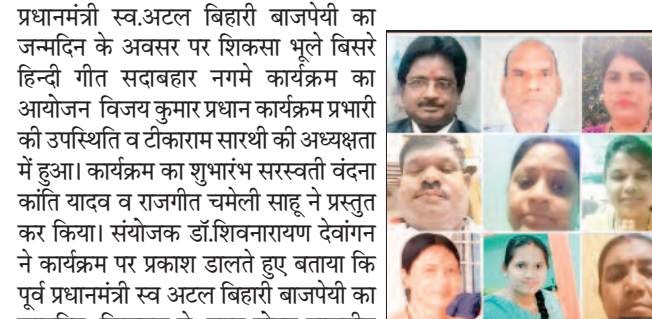 प्रधानमंत्री स्व.अटल बिहारी बाजपेयी का
जन्मदिन के अवसर पर शिकसा भूले बिसरे
हिन्दी गीत सदाबहार नगमे कार्यक्रम का
आयोजन विजय कुमार प्रधान कार्यक्रम प्रभारी
की उपस्थिति व टीकाराम सारथी की अध्यक्षता
में हुआ। कार्यक्रम का शुभारंभ सरस्वती वंदना
कांति यादव व राजगीत चमेली साहू ने प्रस्तुत
कर किया। संयोजक डॉ.शिवनारायण देवांगन
ने कार्यक्रम पर प्रकाश डालते हुए बताया कि
पूर्व प्रधानमंत्री स्व अटल बिहारी बाजपेयी का